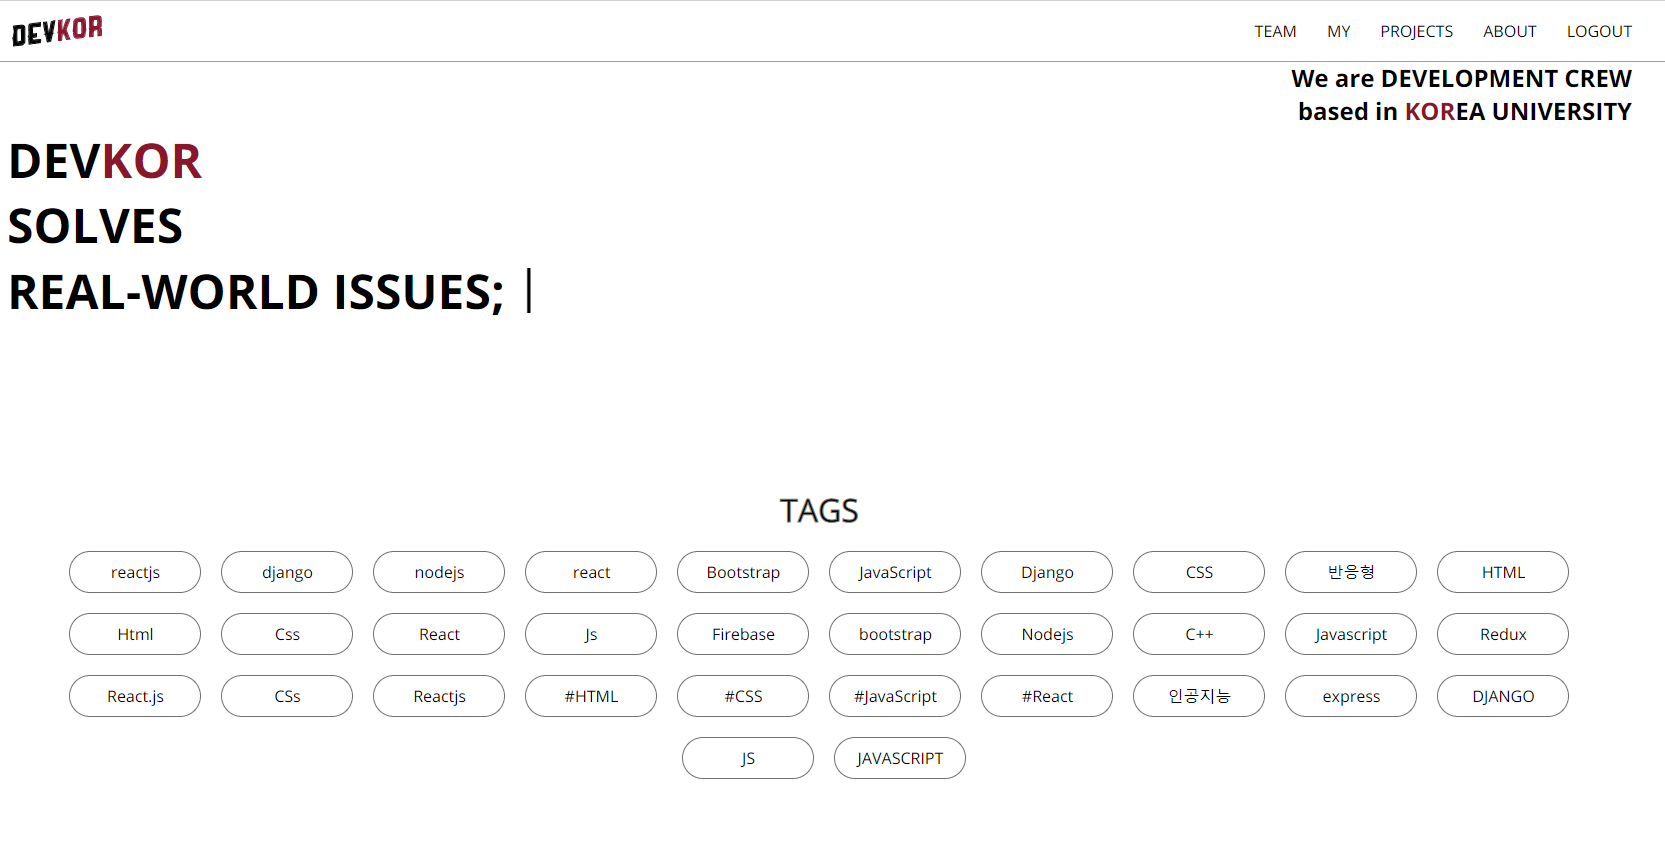 DEVKOR TEAM MY PROJECTS ABOUT LOGOUT
We are DEVELOPMENT CREW
based in KOREA UNIVERSITY
DEVKOR
SOLVES
REAL-WORLD ISSUES; |
TAGS
reactjs django nodejs react Bootstrap JavaScript Django CSS 반응형 HTML
Html Css React Js Firebase bootstrap Nodejs C++ Javascript Redux
React.js CSs Reactjs #HTML #CSS #JavaScript #React 인공지능 express DJANGO
JS JAVASCRIPT